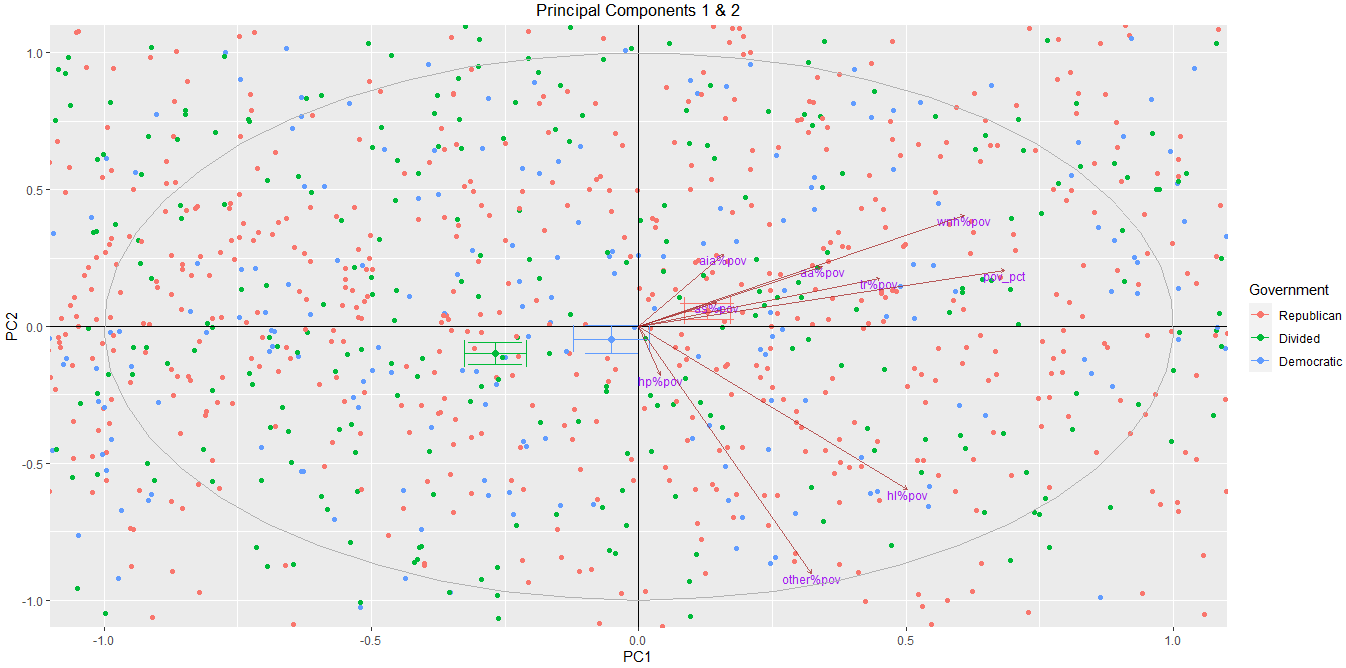 Principal Components 1 & 2
PC2
1.0
0.5
0.0
-0.5
-1.0
wah%pov
aia%pov
aa%pov
pov_pct
tr%pov
hp%pov
hl%pov
other%pov
-1.0
-0.5
0.0
0.5
1.0
PC1
Government
Republican
Divided
Democratic